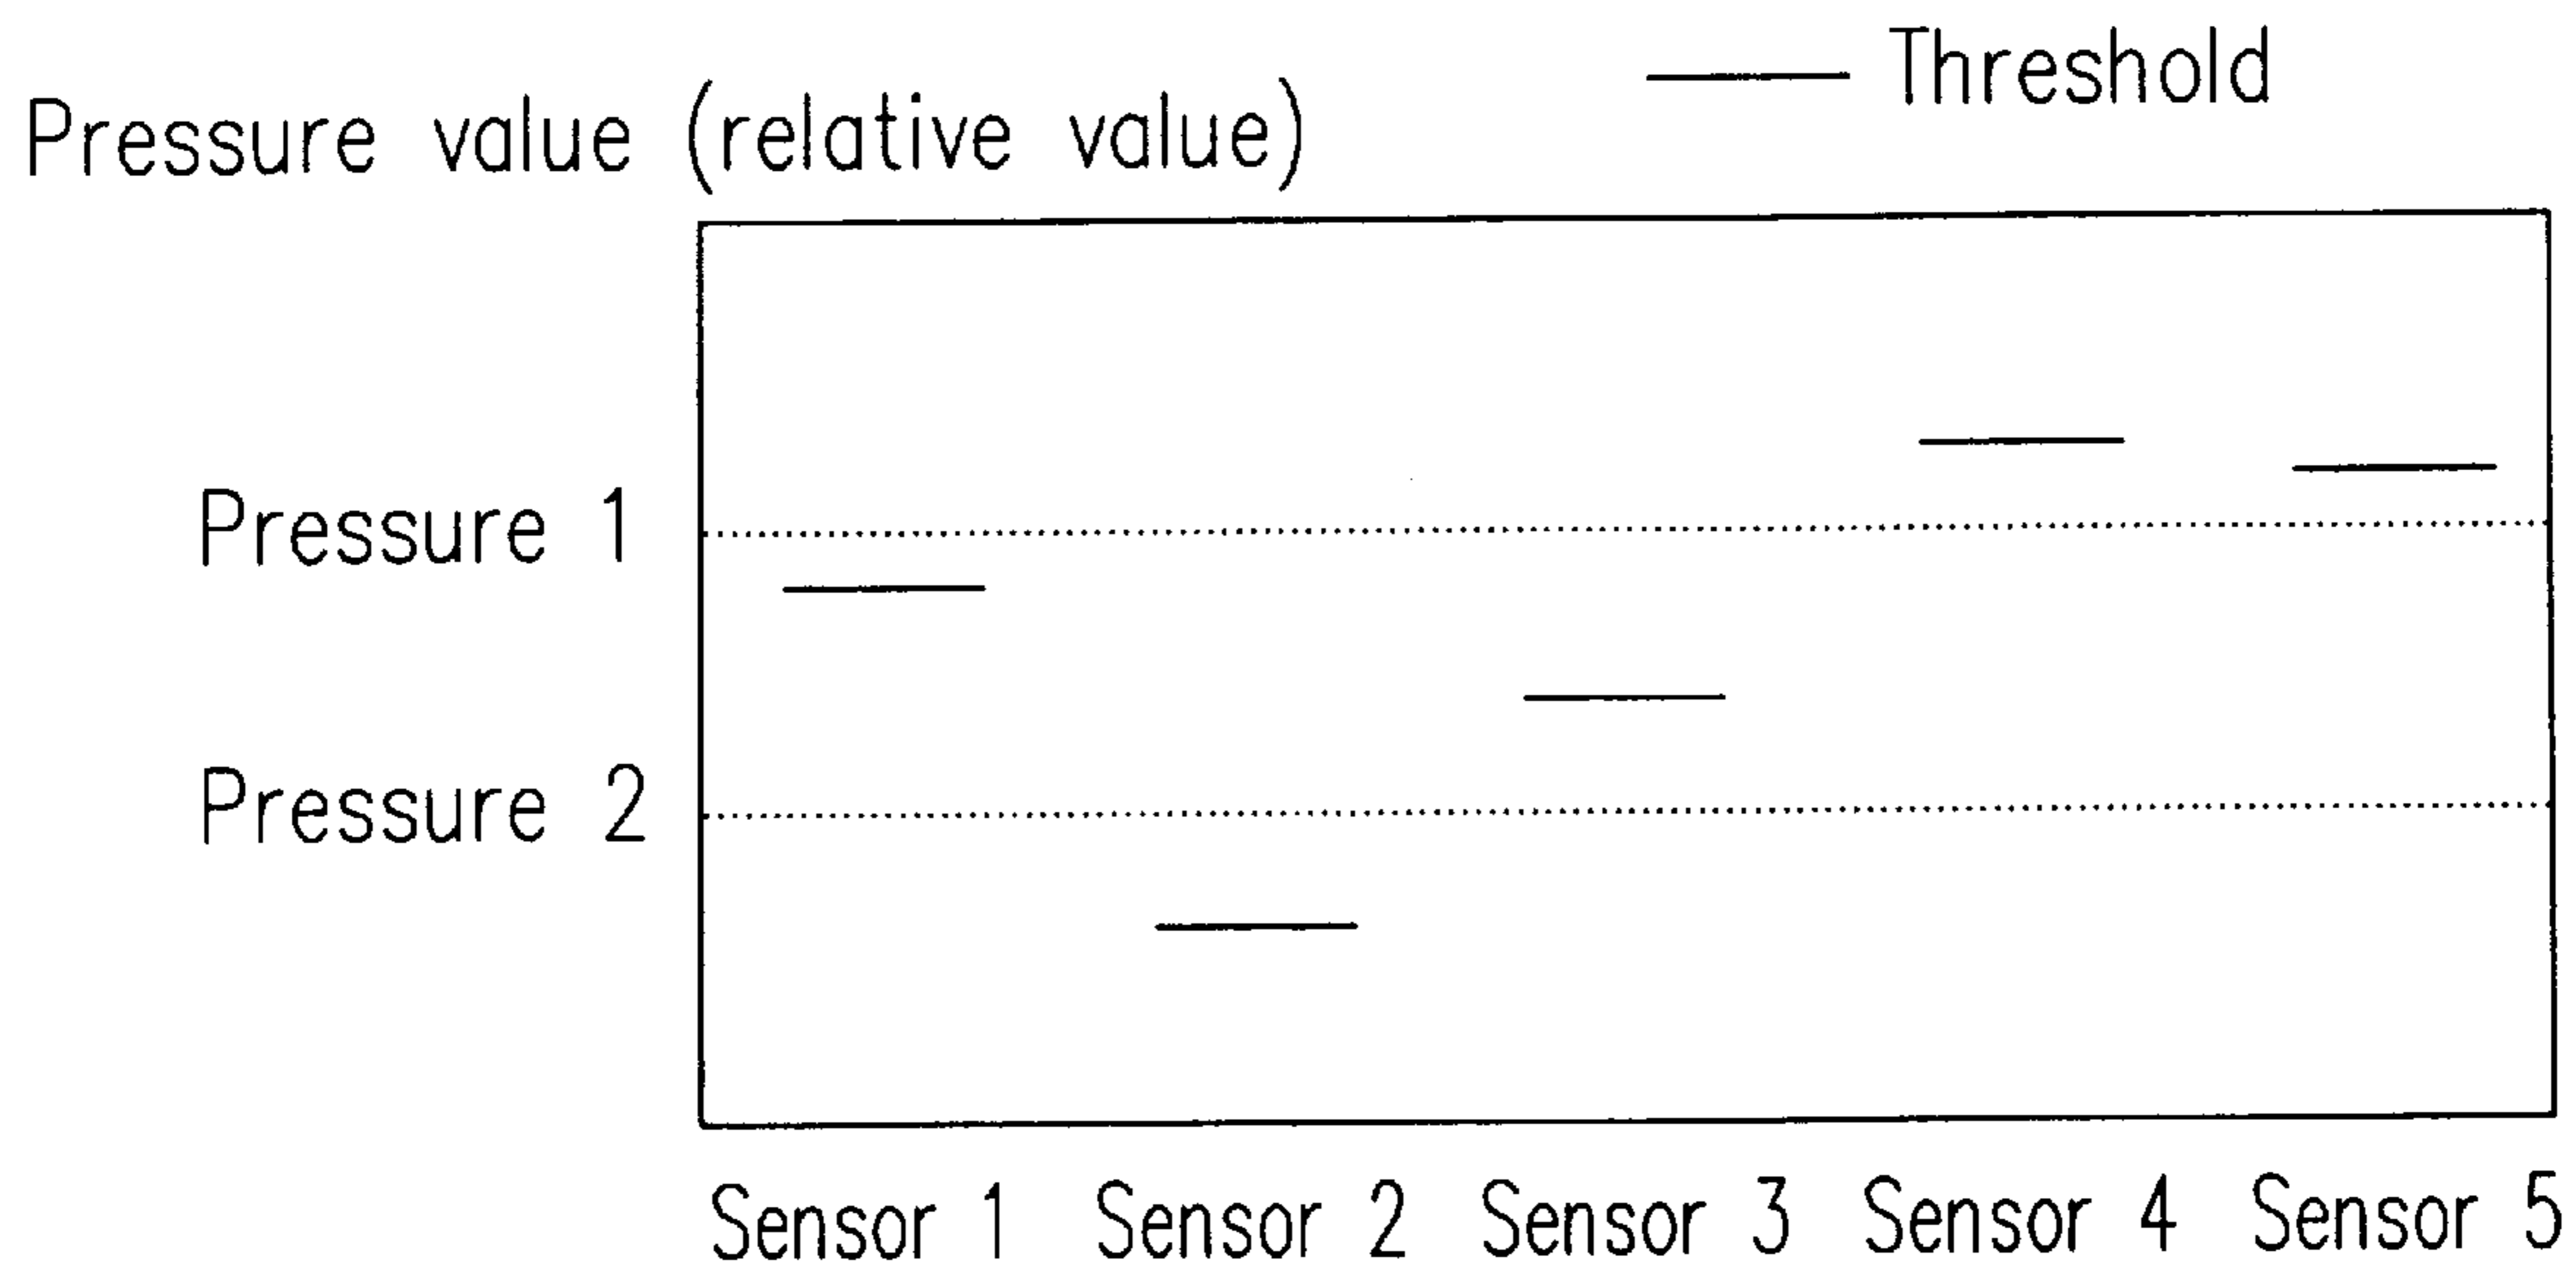 Threshold
Pressure value (relative value)
Pressure 1
Pressure 2
Sensor 1 Sensor 2 Sensor 3 Sensor 4 Sensor 5